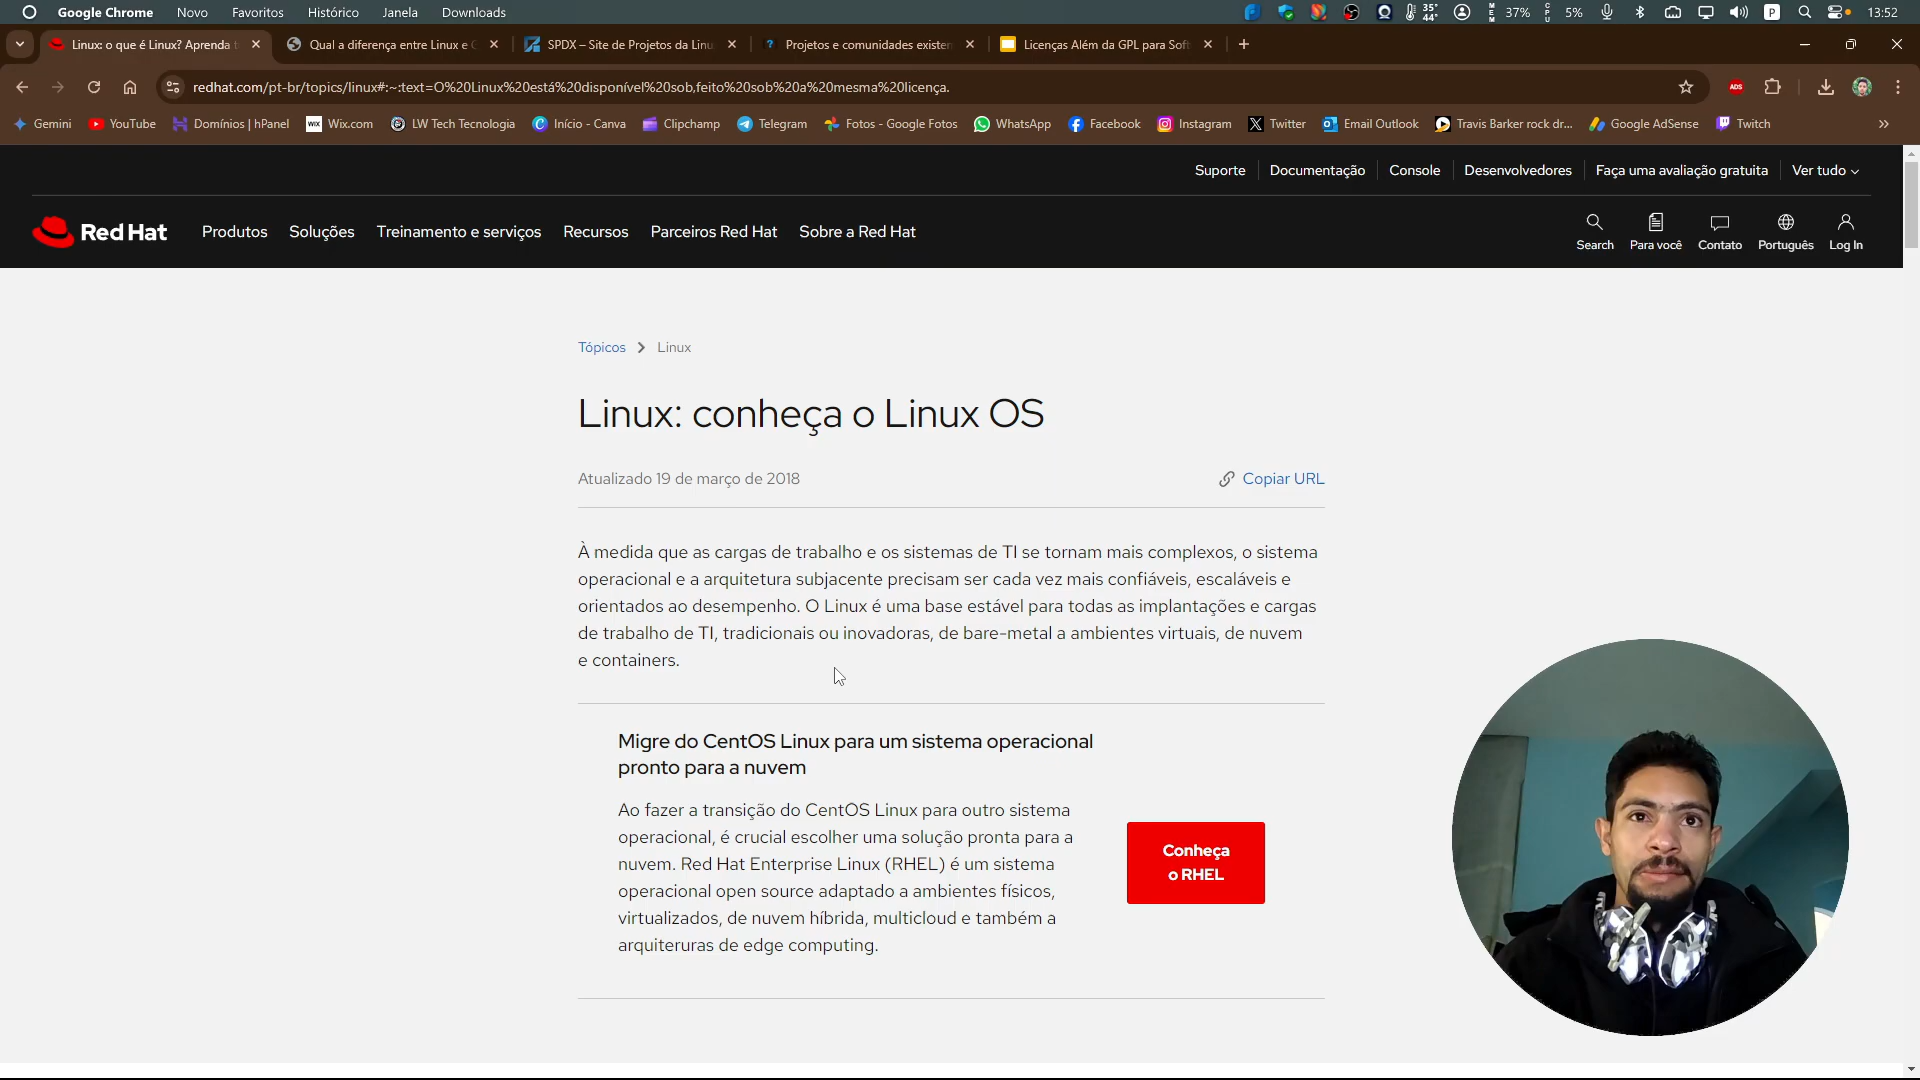 Google Chrome Novo Favoritos Histórico Janela Downloads 35° 44° MEM 37% CPU 5% P 13:52
Linux: o que é Linux? Aprenda Qual a diferença entre Linux e SPDX – Site de Projetos da Linu Projetos e comunidades existen Licenças Além da GPL para Soft
redhat.com/pt-br/topics/linux#:~:text=O%20Linux%20está%20disponível%20sob,feito%20sob%20a%20mesma%20licença. ADS
Gemini YouTube Domínios | hPanel Wix.com LW Tech Tecnologia Início - Canva Clipchamp Telegram Fotos - Google Fotos WhatsApp Facebook Instagram Twitter Email Outlook Travis Barker rock dr... Google AdSense Twitch
Suporte Documentação Console Desenvolvedores Faça uma avaliação gratuita Ver tudo
Red Hat Produtos Soluções Treinamento e serviços Recursos Parceiros Red Hat Sobre a Red Hat
Search Para você Contato Português Log In
Tópicos Linux
Linux: conheça o Linux OS
Atualizado 19 de março de 2018 Copiar URL
À medida que as cargas de trabalho e os sistemas de TI se tornam mais complexos, o sistema
operacional e a arquitetura subjacente precisam ser cada vez mais confiáveis, escaláveis e
orientados ao desempenho. O Linux é uma base estável para todas as implantações e cargas
de trabalho de TI, tradicionais ou inovadoras, de bare-metal a ambientes virtuais, de nuvem
e containers.
Migre do CentOS Linux para um sistema operacional
pronto para a nuvem
Ao fazer a transição do CentOS Linux para outro sistema
operacional, é crucial escolher uma solução pronta para a
nuvem. Red Hat Enterprise Linux (RHEL) é um sistema
operacional open source adaptado a ambientes físicos,
virtualizados, de nuvem híbrida, multicloud e também a
arquiteruras de edge computing.
Conheça
o RHEL